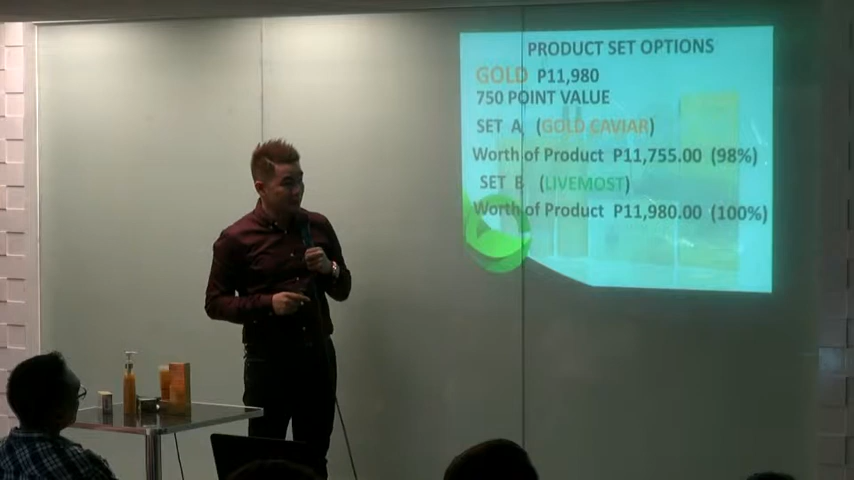 PRODUCT SET OPTIONS
GOLD P11,980
750 POINT VALUE
SET A (GOLD CAVIAR)
Worth of Product P11,755.00 (98%)
SET B (LIVEMOST)
Worth of Product P11,980.00 (100%)